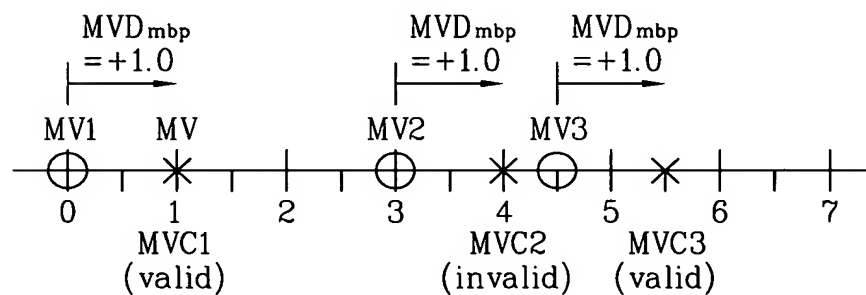 MVDmbp MVDmbp MVDmbp
=+1.0 =+1.0 =+1.0
MV1 MV MV2 MV3
0 1 2 3 4 5 6 7
MVC1 MVC2 MVC3
(valid) (invalid) (valid)